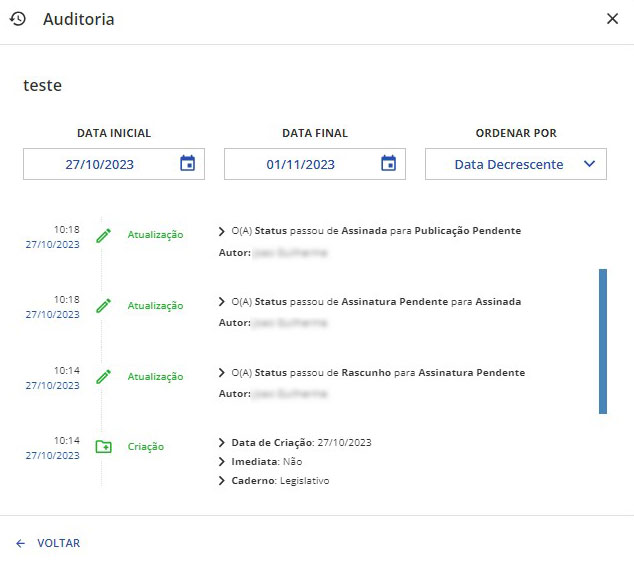 Auditoria
teste
DATA INICIAL DATA FINAL ORDENAR POR
27/10/2023 01/11/2023 Data Decrescente
10:18
27/10/2023
Atualização
O(A) Status passou de Assinada para Publicação Pendente
Autor:
10:18
27/10/2023
Atualização
O(A) Status passou de Assinatura Pendente para Assinada
Autor:
10:14
27/10/2023
Atualização
O(A) Status passou de Rascunho para Assinatura Pendente
Autor:
10:14
27/10/2023
Criação
Data de Criação: 27/10/2023
Imediata: Não
Caderno: Legislativo
VOLTAR